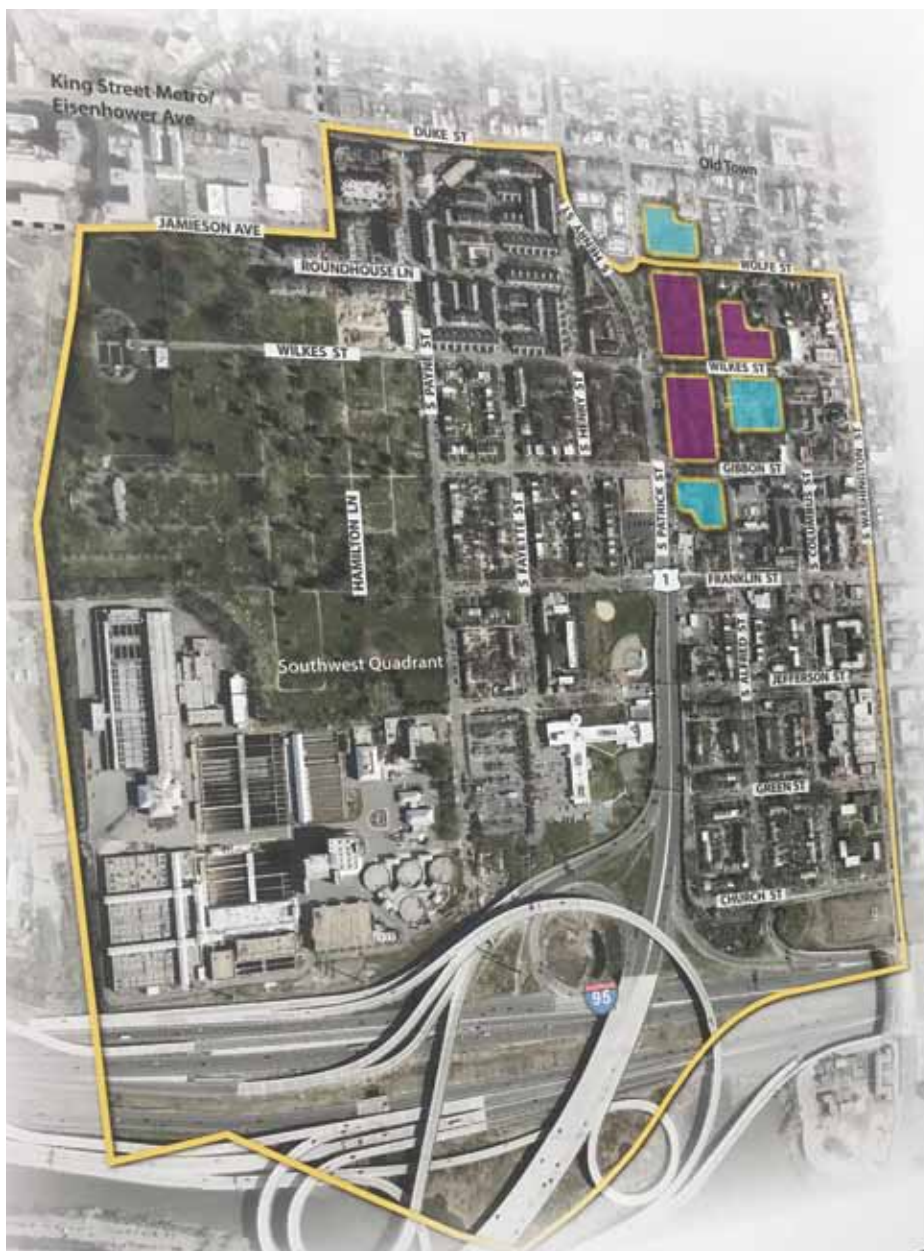 King Street Metro/
Eisenhower Ave
DUKE ST
Old Town
JAMIESON AVE
S HENRY ST
WOLFE ST
ROUNDHOUSE LN
WILKES ST
S PAYNE ST
WILKES ST
S HENRY ST
GIBBON ST
S WASHINGTON ST
S PATRICK ST
S COLUMBUS ST
HAMILTON LN
S FAYETTE ST
1
FRANKLIN ST
S ALFRED ST
Southwest Quadrant
JEFFERSON ST
GREEN ST
CHURCH ST
95